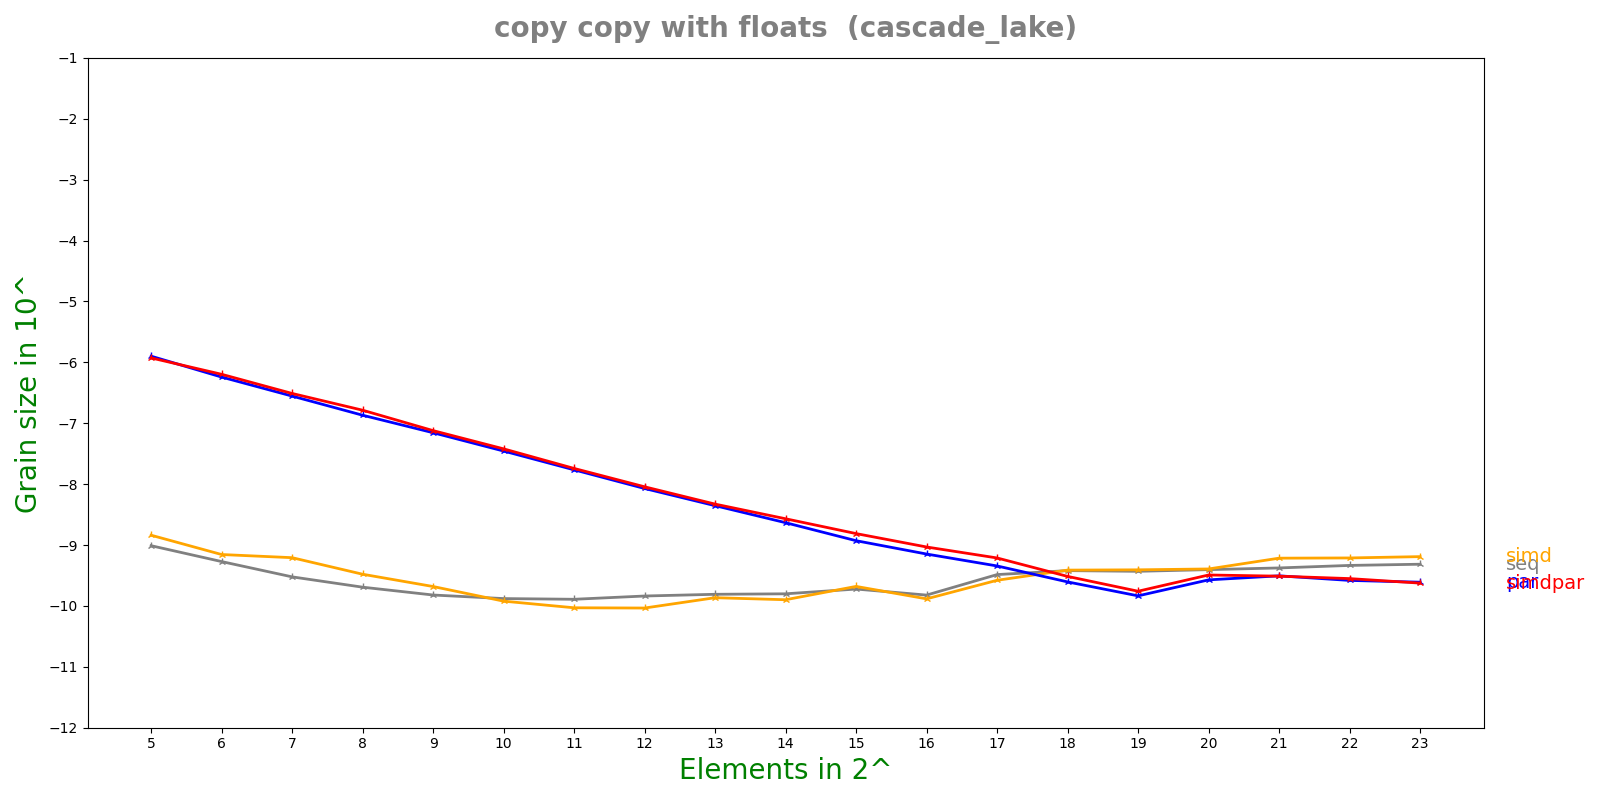 copy copy with floats  (cascade_lake)
Grain size in 10^
−1
−2
−3
−4
−5
−6
−7
−8
−9
−10
−11
−12
5 6 7 8 9 10 11 12 13 14 15 16 17 18 19 20 21 22 23
Elements in 2^
simd
seq
par
simdpar